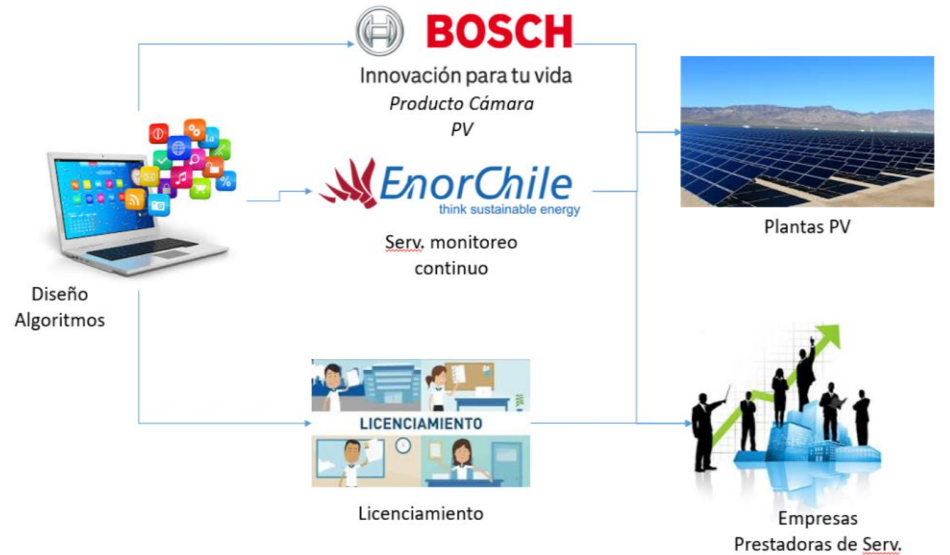 BOSCH
Innovación para tu vida
Producto Cámara
PV
EnorChile
think sustainable energy
Serv. monitoreo
continuo
Plantas PV
Diseño
Algoritmos
LICENCIAMIENTO
Licenciamiento
Empresas
Prestadoras de Serv.